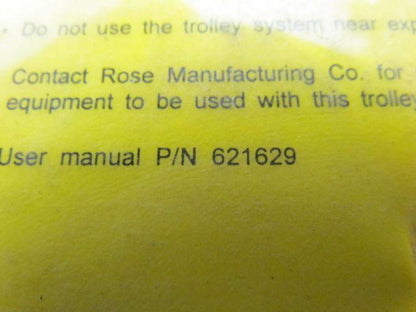 • Do not use the trolley system near exp
Contact Rose Manufacturing Co. for
equipment to be used with this trolley
User manual P/N 621629